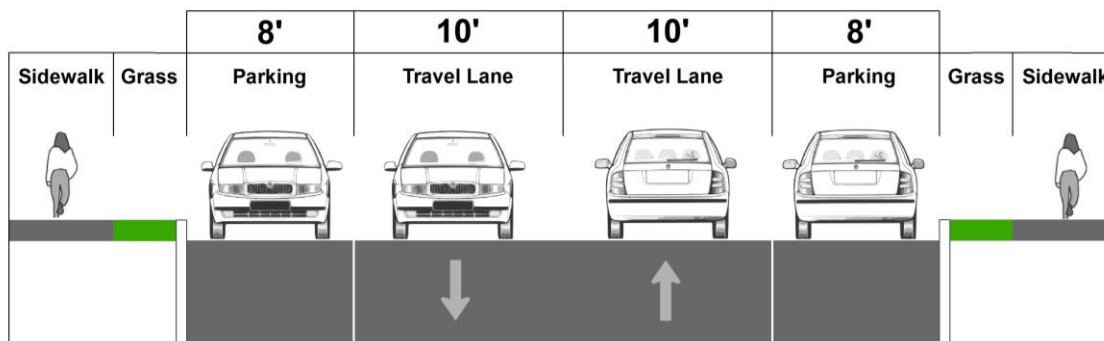 8' 10' 10' 8'
Sidewalk Grass Parking Travel Lane Travel Lane Parking Grass Sidewalk